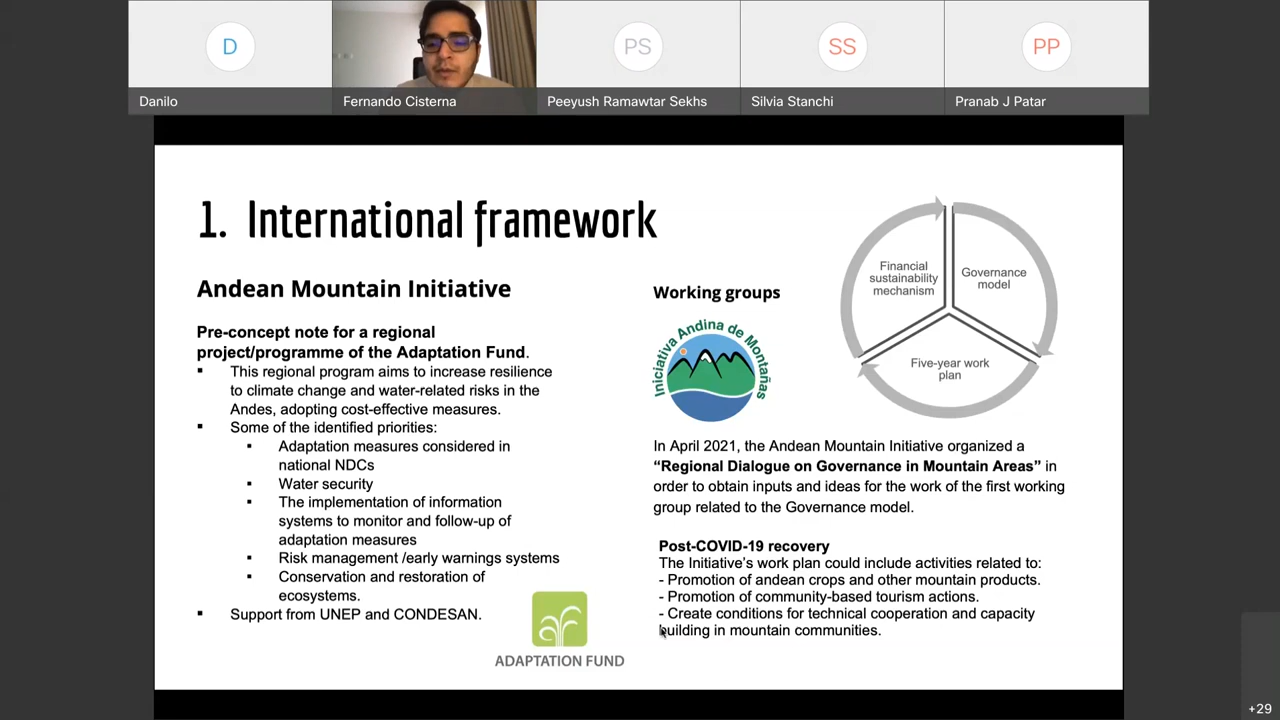 D
PS
SS
PP
Danilo
Fernando Cisterna
Peeyush Ramawtar Sekhs
Silvia Stanchi
Pranab J Patar
1. International framework
Andean Mountain Initiative
Pre-concept note for a regional
project/programme of the Adaptation Fund.
▪ This regional program aims to increase resilience
to climate change and water-related risks in the
Andes, adopting cost-effective measures.
▪ Some of the identified priorities:
▪ Adaptation measures considered in
national NDCs
▪ Water security
▪ The implementation of information
systems to monitor and follow-up of
adaptation measures
▪ Risk management /early warnings systems
▪ Conservation and restoration of
ecosystems.
▪ Support from UNEP and CONDESAN.
ADAPTATION FUND
Working groups
Iniciativa Andina de Montañas
Financial
sustainability
mechanism
Governance
model
Five-year work
plan
In April 2021, the Andean Mountain Initiative organized a
“Regional Dialogue on Governance in Mountain Areas” in
order to obtain inputs and ideas for the work of the first working
group related to the Governance model.
Post-COVID-19 recovery
The Initiative’s work plan could include activities related to:
- Promotion of andean crops and other mountain products.
- Promotion of community-based tourism actions.
- Create conditions for technical cooperation and capacity
building in mountain communities.
+29